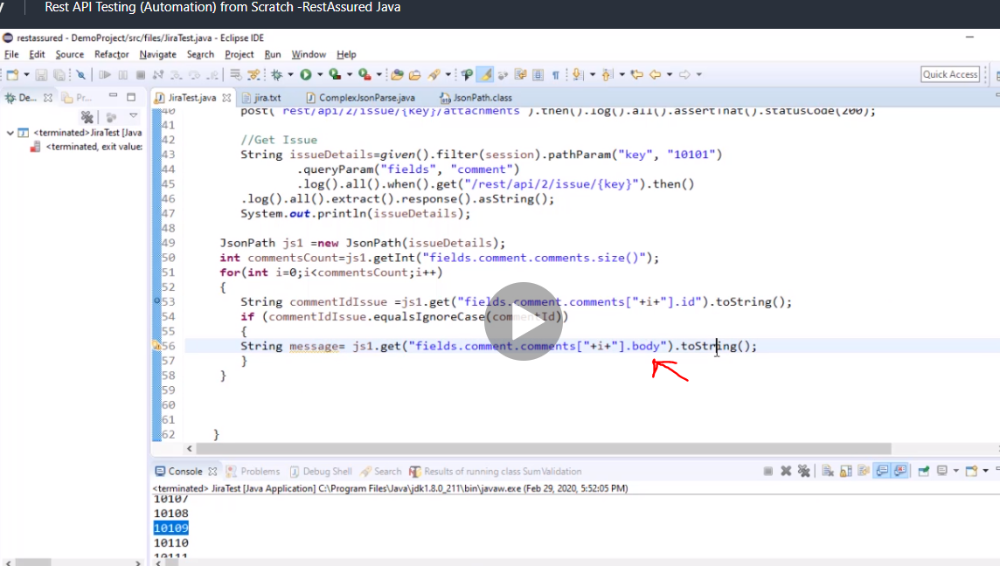 Rest API Testing (Automation) from Scratch -RestAssured Java
restassured - DemoProject/src/files/JiraTest.java - Eclipse IDE
File Edit Source Refactor Navigate Search Project Run Window Help
Quick Access
De... Pr...
JiraTest.java jira.txt ComplexJsonParse.java JsonPath.class
<terminated>JiraTest [Java
<terminated, exit value:
40 post("rest/api/2/issue/{key}/attachments").then().log().all().assertThat().statusCode(200);
41
42 //Get Issue
43 String issueDetails=given().filter(session).pathParam("key", "10101")
44 .queryParam("fields", "comment")
45 .log().all().when().get("/rest/api/2/issue/{key}").then()
46 .log().all().extract().response().asString();
47 System.out.println(issueDetails);
48
49 JsonPath js1 =new JsonPath(issueDetails);
50 int commentsCount=js1.getInt("fields.comment.comments.size()");
51 for(int i=0;i<commentsCount;i++)
52 {
53 String commentIdIssue =js1.get("fields.comment.comments["+i+"].id").toString();
54 if (commentIdIssue.equalsIgnoreCase(commentId))
55 {
56 String message= js1.get("fields.comment.comments["+i+"].body").toString();
57 }
58 }
59
60
61
62 }
Console Problems Debug Shell Search Results of running class SumValidation
<terminated> JiraTest [Java Application] C:\Program Files\Java\jdk1.8.0_211\bin\javaw.exe (Feb 29, 2020, 5:52:05 PM)
10107
10108
10109
10110
10111